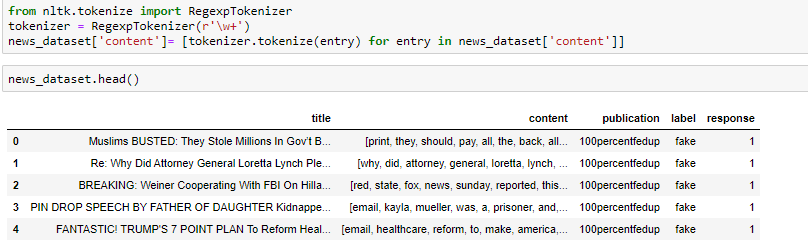 from nltk.tokenize import RegexpTokenizer
tokenizer = RegexpTokenizer(r'\w+')
news_dataset['content']= [tokenizer.tokenize(entry) for entry in news_dataset['content']]
news_dataset.head()
title content publication label response
0 Muslims BUSTED: They Stole Millions In Gov't B... [print, they, should, pay, all, the, back, all... 100percentfedup fake 1
1 Re: Why Did Attorney General Loretta Lynch Ple... [why, did, attorney, general, loretta, lynch, ... 100percentfedup fake 1
2 BREAKING: Weiner Cooperating With FBI On Hilla... [red, state, fox, news, sunday, reported, this... 100percentfedup fake 1
3 PIN DROP SPEECH BY FATHER OF DAUGHTER Kidnappe... [email, kayla, mueller, was, a, prisoner, and,... 100percentfedup fake 1
4 FANTASTIC! TRUMP'S 7 POINT PLAN To Reform Heal... [email, healthcare, reform, to, make, america,... 100percentfedup fake 1